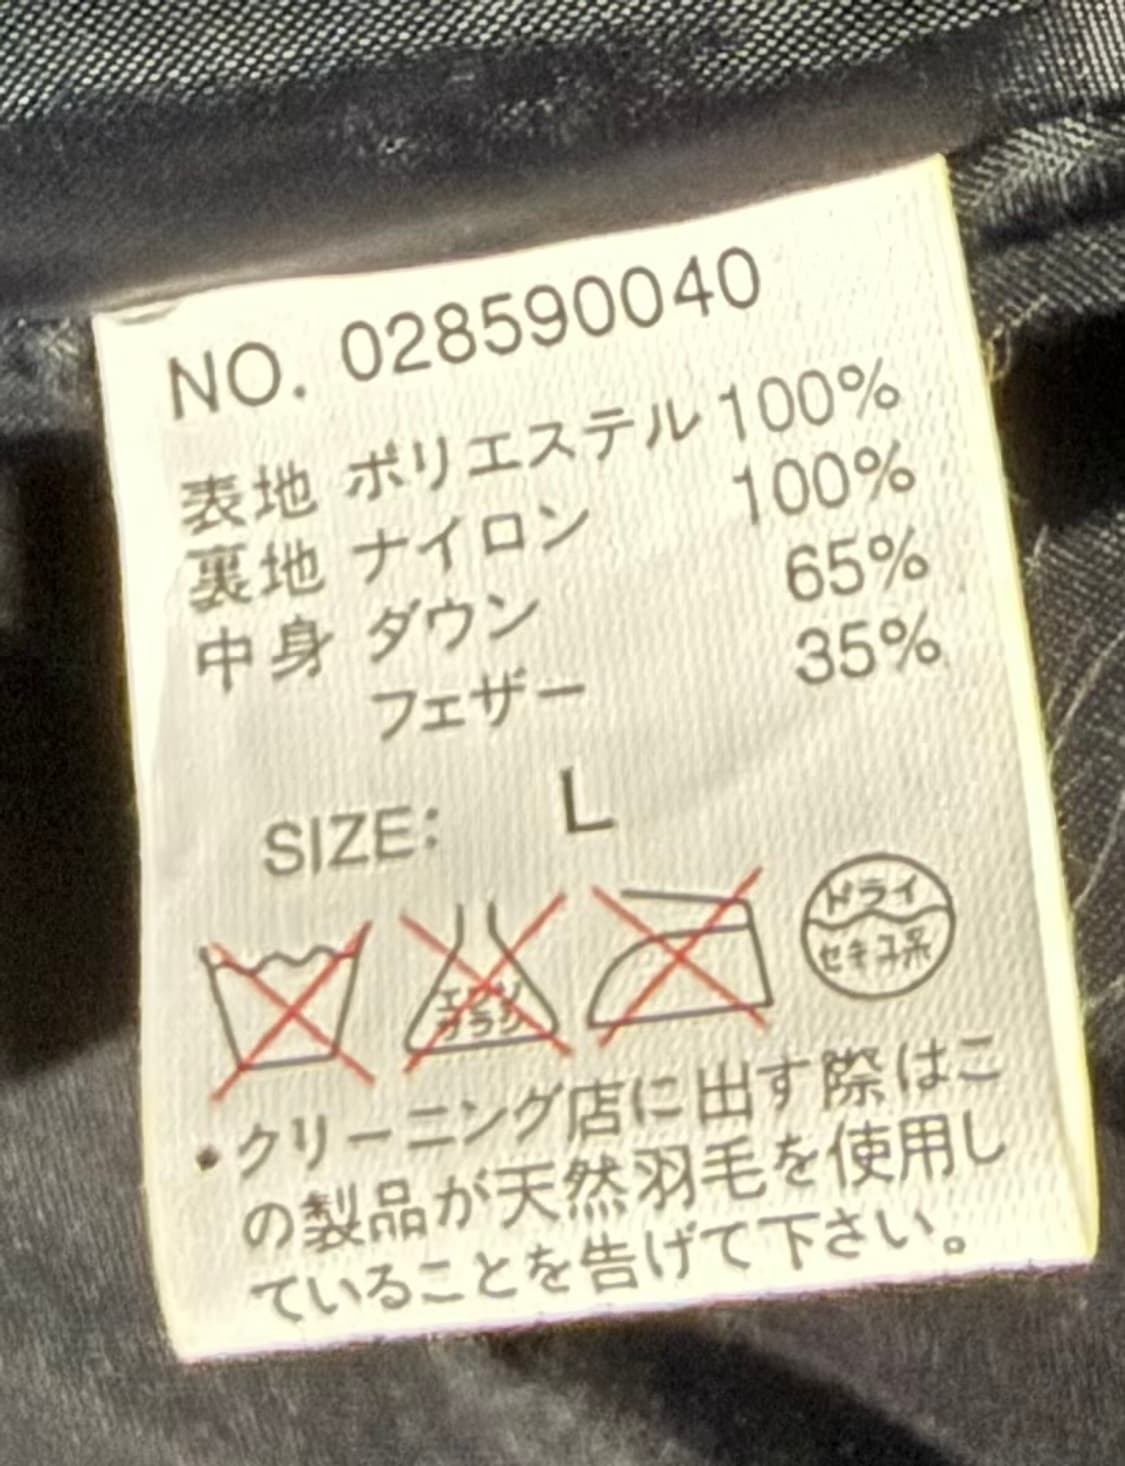 NO. 028590040
表地 ポリエステル 100%
裏地 ナイロン 100%
中身 ダウン 65%
フェザー 35%
SIZE: L
エンソ
サラシ
ドライ
セキユ系
・クリーニング店に出す際はこ
の製品が天然羽毛を使用し
ていることを告げて下さい。